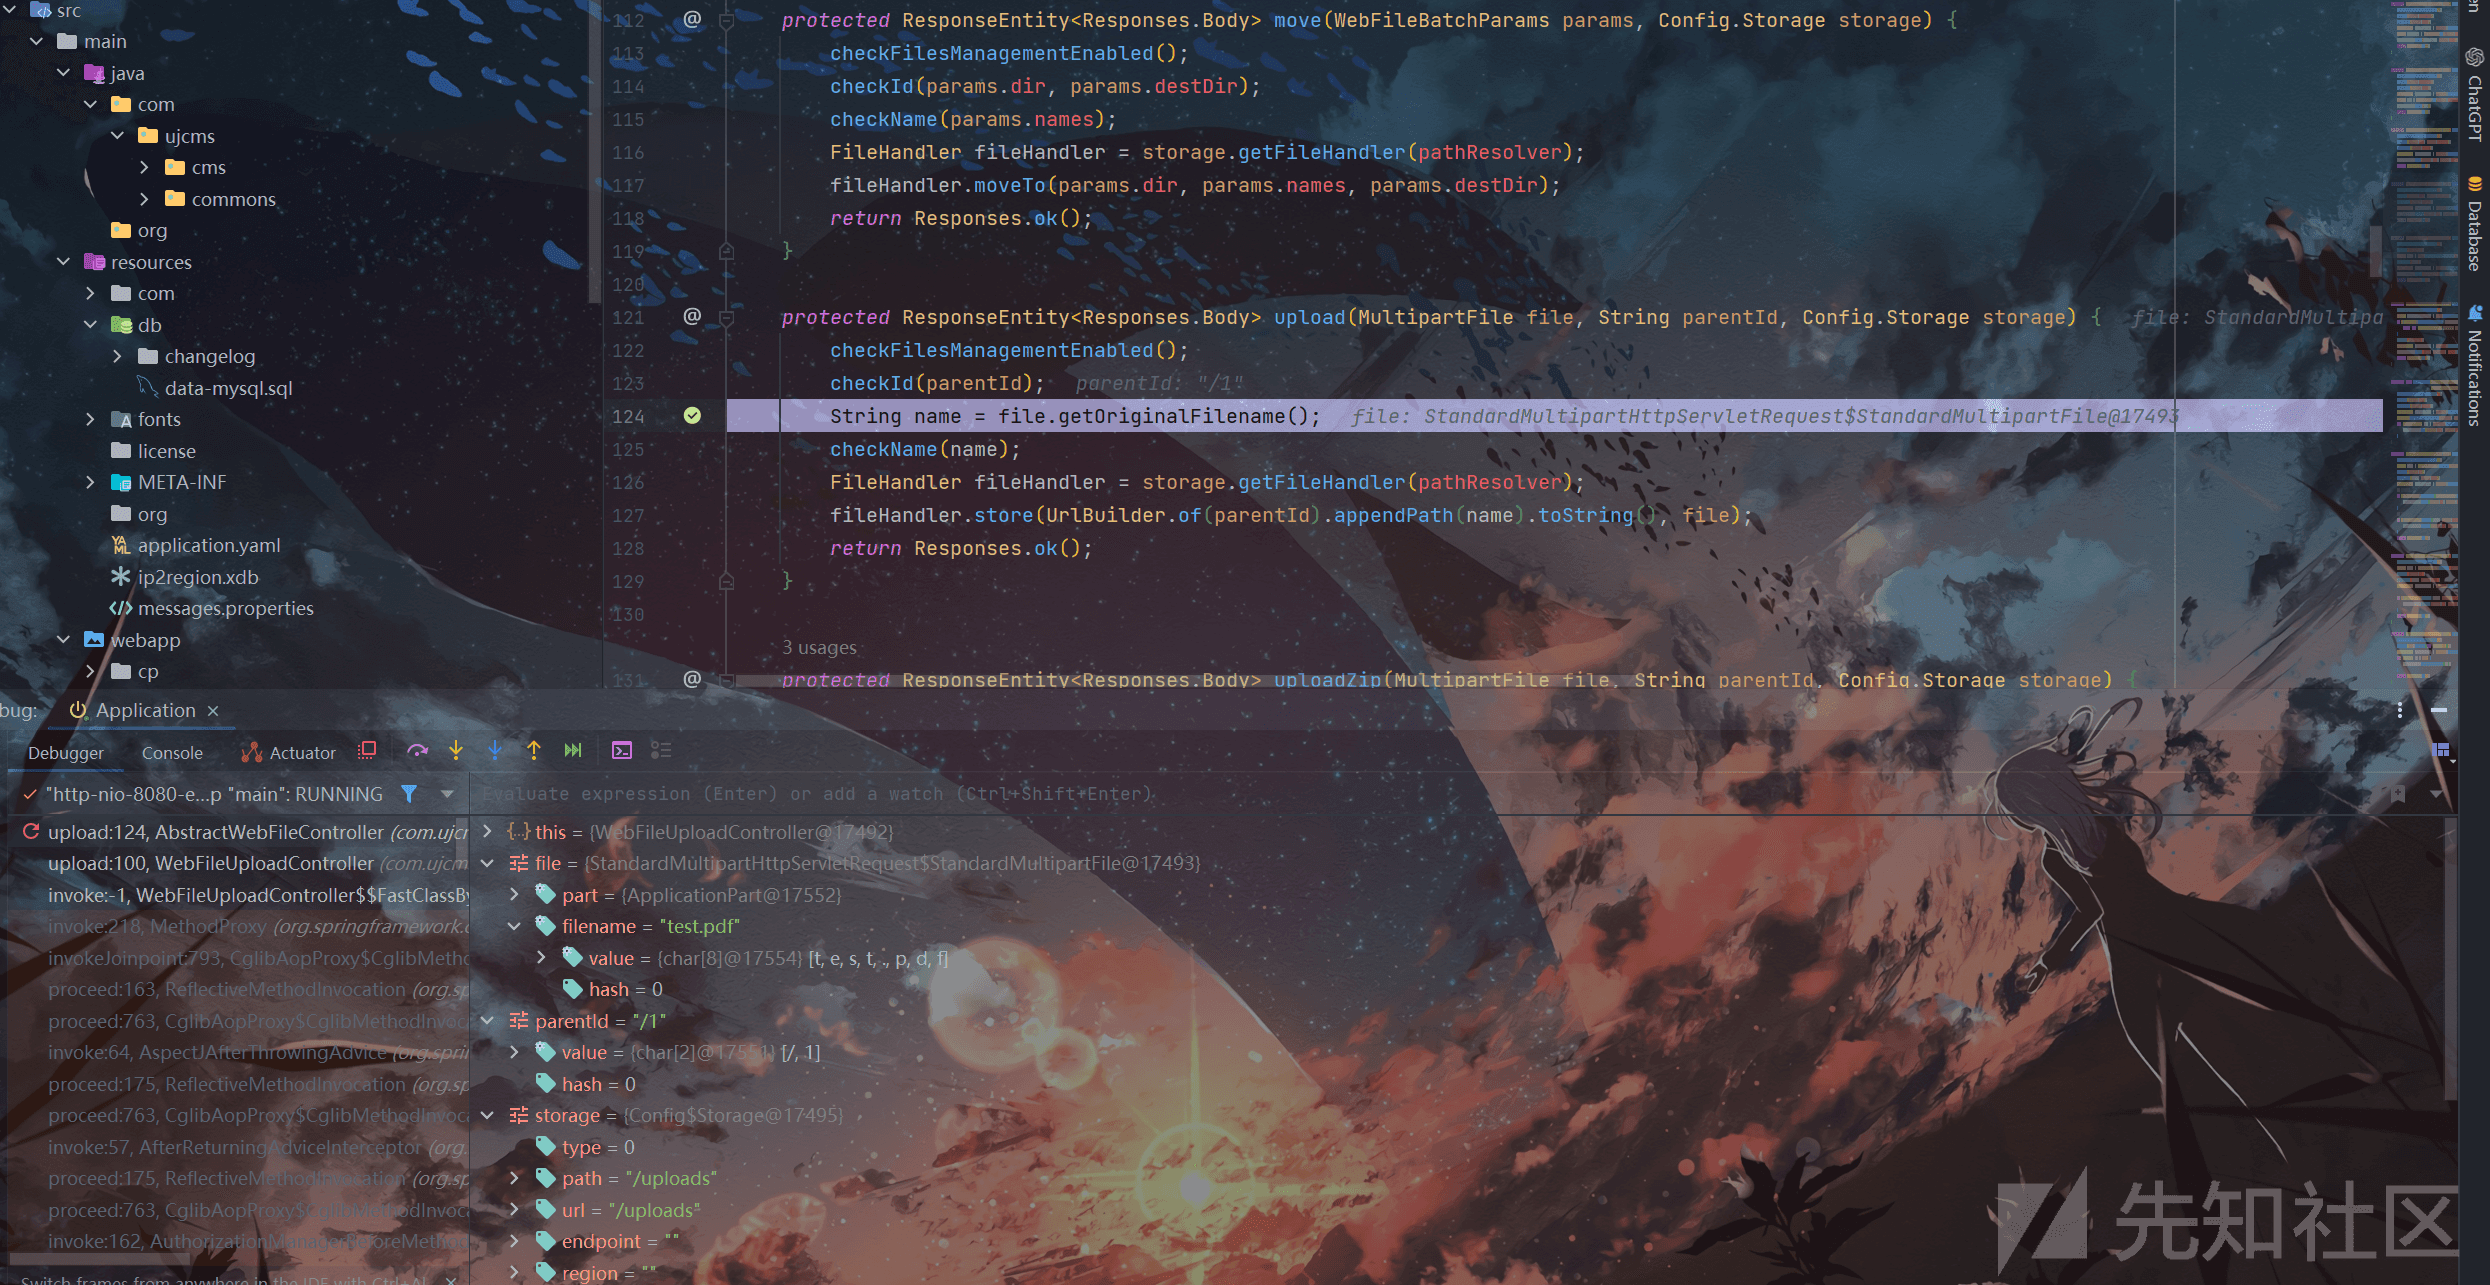 src
main
java
com
ujcms
cms
commons
org
resources
com
db
changelog
data-mysql.sql
fonts
license
META-INF
org
application.yaml
ip2region.xdb
messages.properties
webapp
cp
112 @ protected ResponseEntity<Responses.Body> move(WebFileBatchParams params, Config.Storage storage) {
113 checkFilesManagementEnabled();
114 checkId(params.dir, params.destDir);
115 checkName(params.names);
116 FileHandler fileHandler = storage.getFileHandler(pathResolver);
117 fileHandler.moveTo(params.dir, params.names, params.destDir);
118 return Responses.ok();
119 }
120
121 @ protected ResponseEntity<Responses.Body> upload(MultipartFile file, String parentId, Config.Storage storage) { file: StandardMultipa
122 checkFilesManagementEnabled();
123 checkId(parentId); parentId: "/1"
124 String name = file.getOriginalFilename(); file: StandardMultipartHttpServletRequest$StandardMultipartFile@17493
125 checkName(name);
126 FileHandler fileHandler = storage.getFileHandler(pathResolver);
127 fileHandler.store(UrlBuilder.of(parentId).appendPath(name).toString(), file);
128 return Responses.ok();
129 }
130
3 usages
131 @ protected ResponseEntity<Responses.Body> uploadZip(MultipartFile file, String parentId, Config.Storage storage) {
en
ChatGPT
Database
Notifications
bug: Application ×
Debugger Console Actuator
"http-nio-8080-e...p "main": RUNNING
Evaluate expression (Enter) or add a watch (Ctrl+Shift+Enter)
upload:124, AbstractWebFileController (com.ujcm
upload:100, WebFileUploadController (com.ujcm
invoke:-1, WebFileUploadController$$FastClassBy
invoke:218, MethodProxy (org.springframework.c
invokeJoinpoint:793, CglibAopProxy$CglibMetho
proceed:163, ReflectiveMethodInvocation (org.sp
proceed:763, CglibAopProxy$CglibMethodInvoca
invoke:64, AspectJAfterThrowingAdvice (org.sprin
proceed:175, ReflectiveMethodInvocation (org.sp
proceed:763, CglibAopProxy$CglibMethodInvoca
invoke:57, AfterReturningAdviceInterceptor (org.
proceed:175, ReflectiveMethodInvocation (org.sp
proceed:763, CglibAopProxy$CglibMethodInvoca
invoke:162, AuthorizationManagerBeforeMetho
Switch frames from anywhere in the IDE with Ctrl+Al ×
this = {WebFileUploadController@17492}
file = {StandardMultipartHttpServletRequest$StandardMultipartFile@17493}
part = {ApplicationPart@17552}
filename = "test.pdf"
value = {char[8]@17554} [t, e, s, t, ., p, d, f]
hash = 0
parentId = "/1"
value = {char[2]@17551} [/, 1]
hash = 0
storage = {Config$Storage@17495}
type = 0
path = "/uploads"
url = "/uploads"
endpoint = ""
region = ""
先知社区